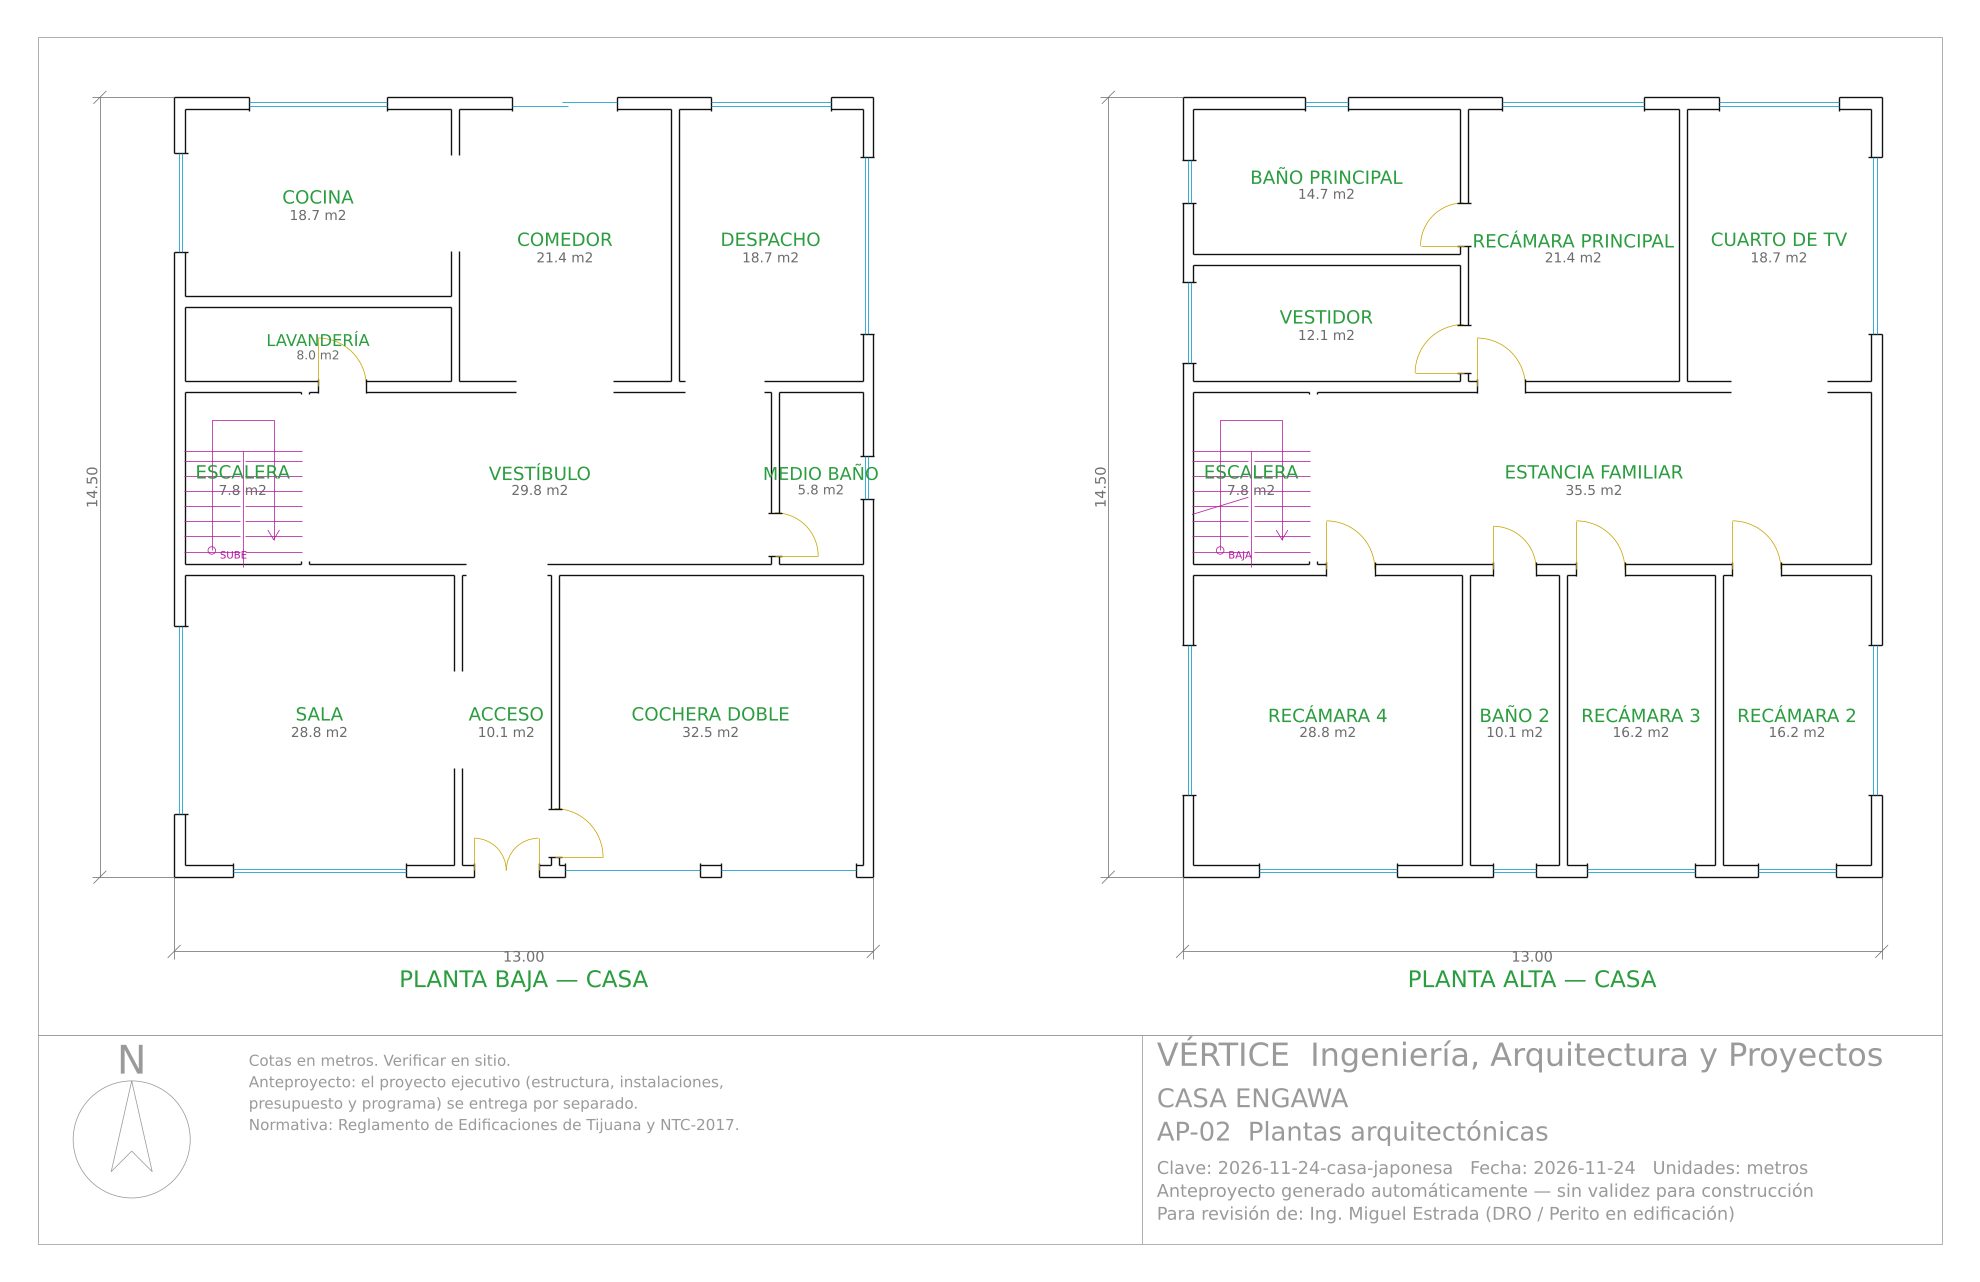 COCINA
18.7 m2
COMEDOR
21.4 m2
DESPACHO
18.7 m2
LAVANDERÍA
8.0 m2
ESCALERA
7.8 m2
SUBE
VESTÍBULO
29.8 m2
MEDIO BAÑO
5.8 m2
14.50
SALA
28.8 m2
ACCESO
10.1 m2
COCHERA DOBLE
32.5 m2
13.00
PLANTA BAJA — CASA
BAÑO PRINCIPAL
14.7 m2
RECÁMARA PRINCIPAL
21.4 m2
CUARTO DE TV
18.7 m2
VESTIDOR
12.1 m2
ESCALERA
7.8 m2
BAJA
ESTANCIA FAMILIAR
35.5 m2
14.50
RECÁMARA 4
28.8 m2
BAÑO 2
10.1 m2
RECÁMARA 3
16.2 m2
RECÁMARA 2
16.2 m2
13.00
PLANTA ALTA — CASA
N
Cotas en metros. Verificar en sitio.
Anteproyecto: el proyecto ejecutivo (estructura, instalaciones,
presupuesto y programa) se entrega por separado.
Normativa: Reglamento de Edificaciones de Tijuana y NTC-2017.
VÉRTICE  Ingeniería, Arquitectura y Proyectos
CASA ENGAWA
AP-02  Plantas arquitectónicas
Clave: 2026-11-24-casa-japonesa   Fecha: 2026-11-24   Unidades: metros
Anteproyecto generado automáticamente — sin validez para construcción
Para revisión de: Ing. Miguel Estrada (DRO / Perito en edificación)